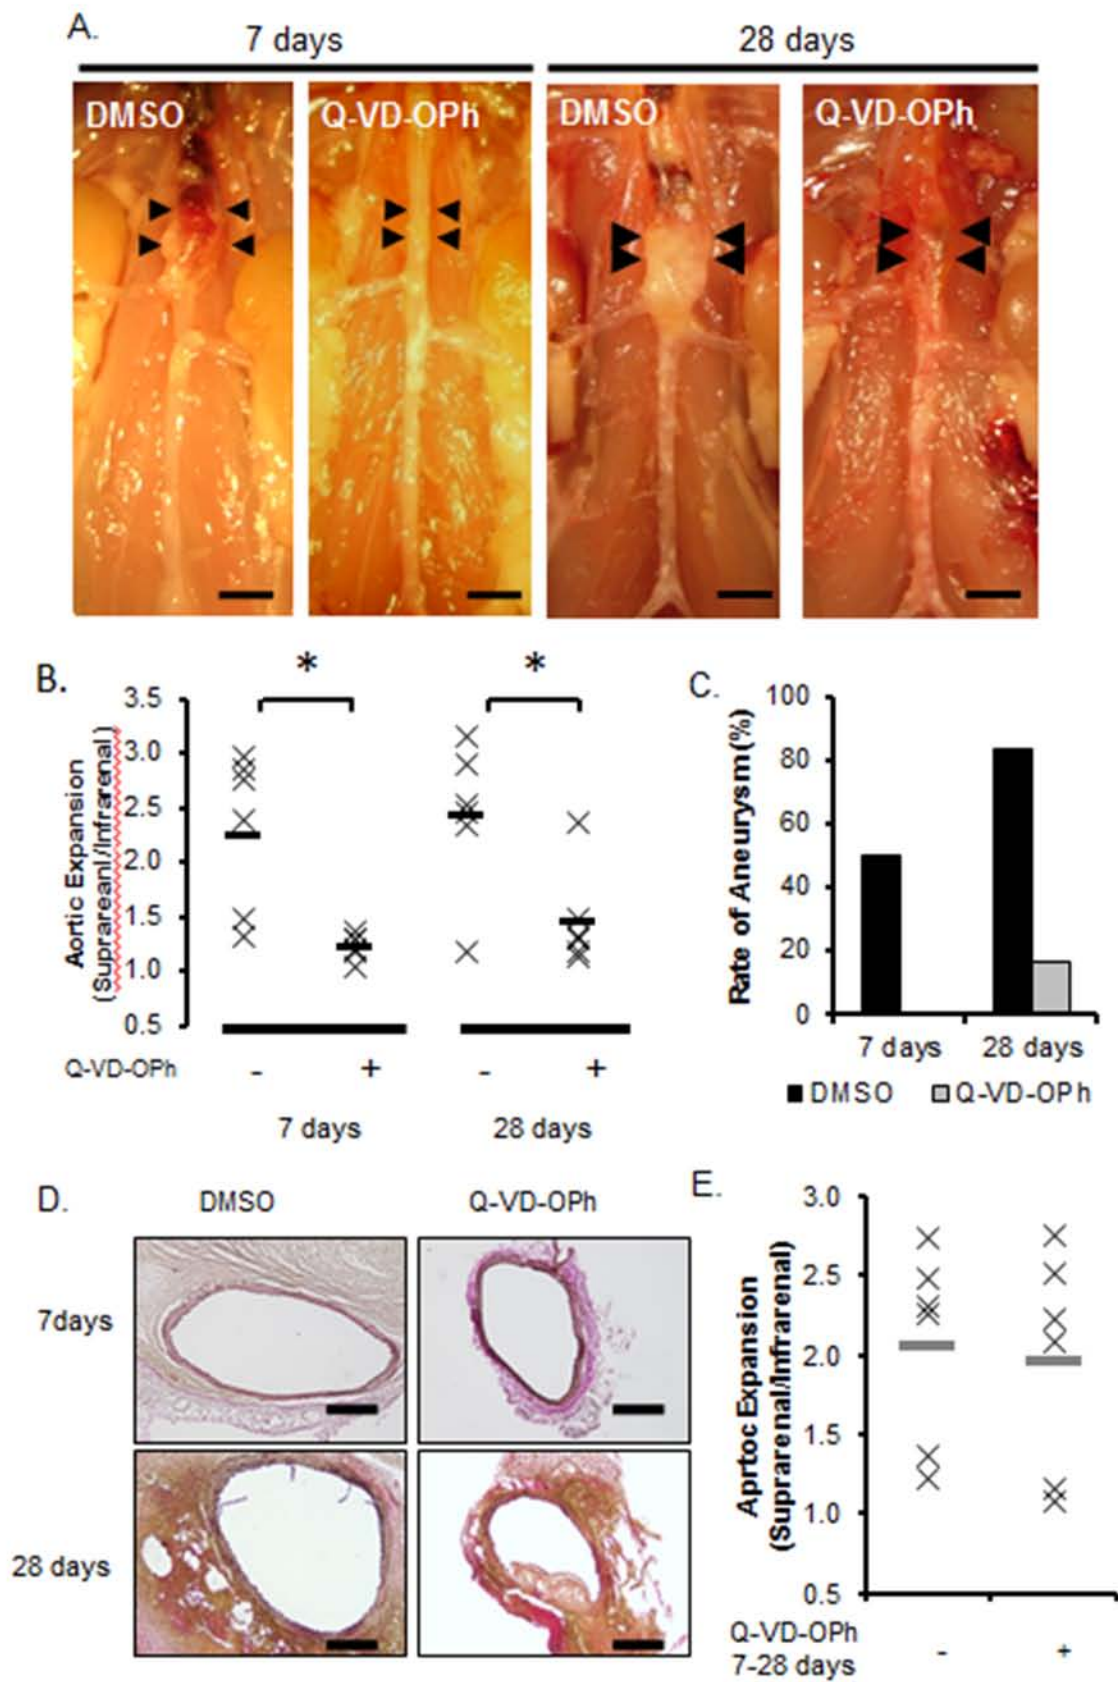 A.
7 days
28 days
DMSO
Q-VD-OPh
DMSO
Q-VD-OPh
B.
*
*
Aortic Expansion
(Suprareanl/Infrarenal)
3.5
3.0
2.5
2.0
1.5
1.0
0.5
Q-VD-OPh
-
+
-
+
7 days
28 days
C.
Rate of Aneurysm(%)
100
80
60
40
20
0
7 days
28 days
DMSO
Q-VD-OPh
D.
DMSO
Q-VD-OPh
7days
28 days
E.
Aprtoc Expansion
(Suprarenal/Infrarenal)
3.0
2.5
2.0
1.5
1.0
0.5
Q-VD-OPh
7-28 days
-
+